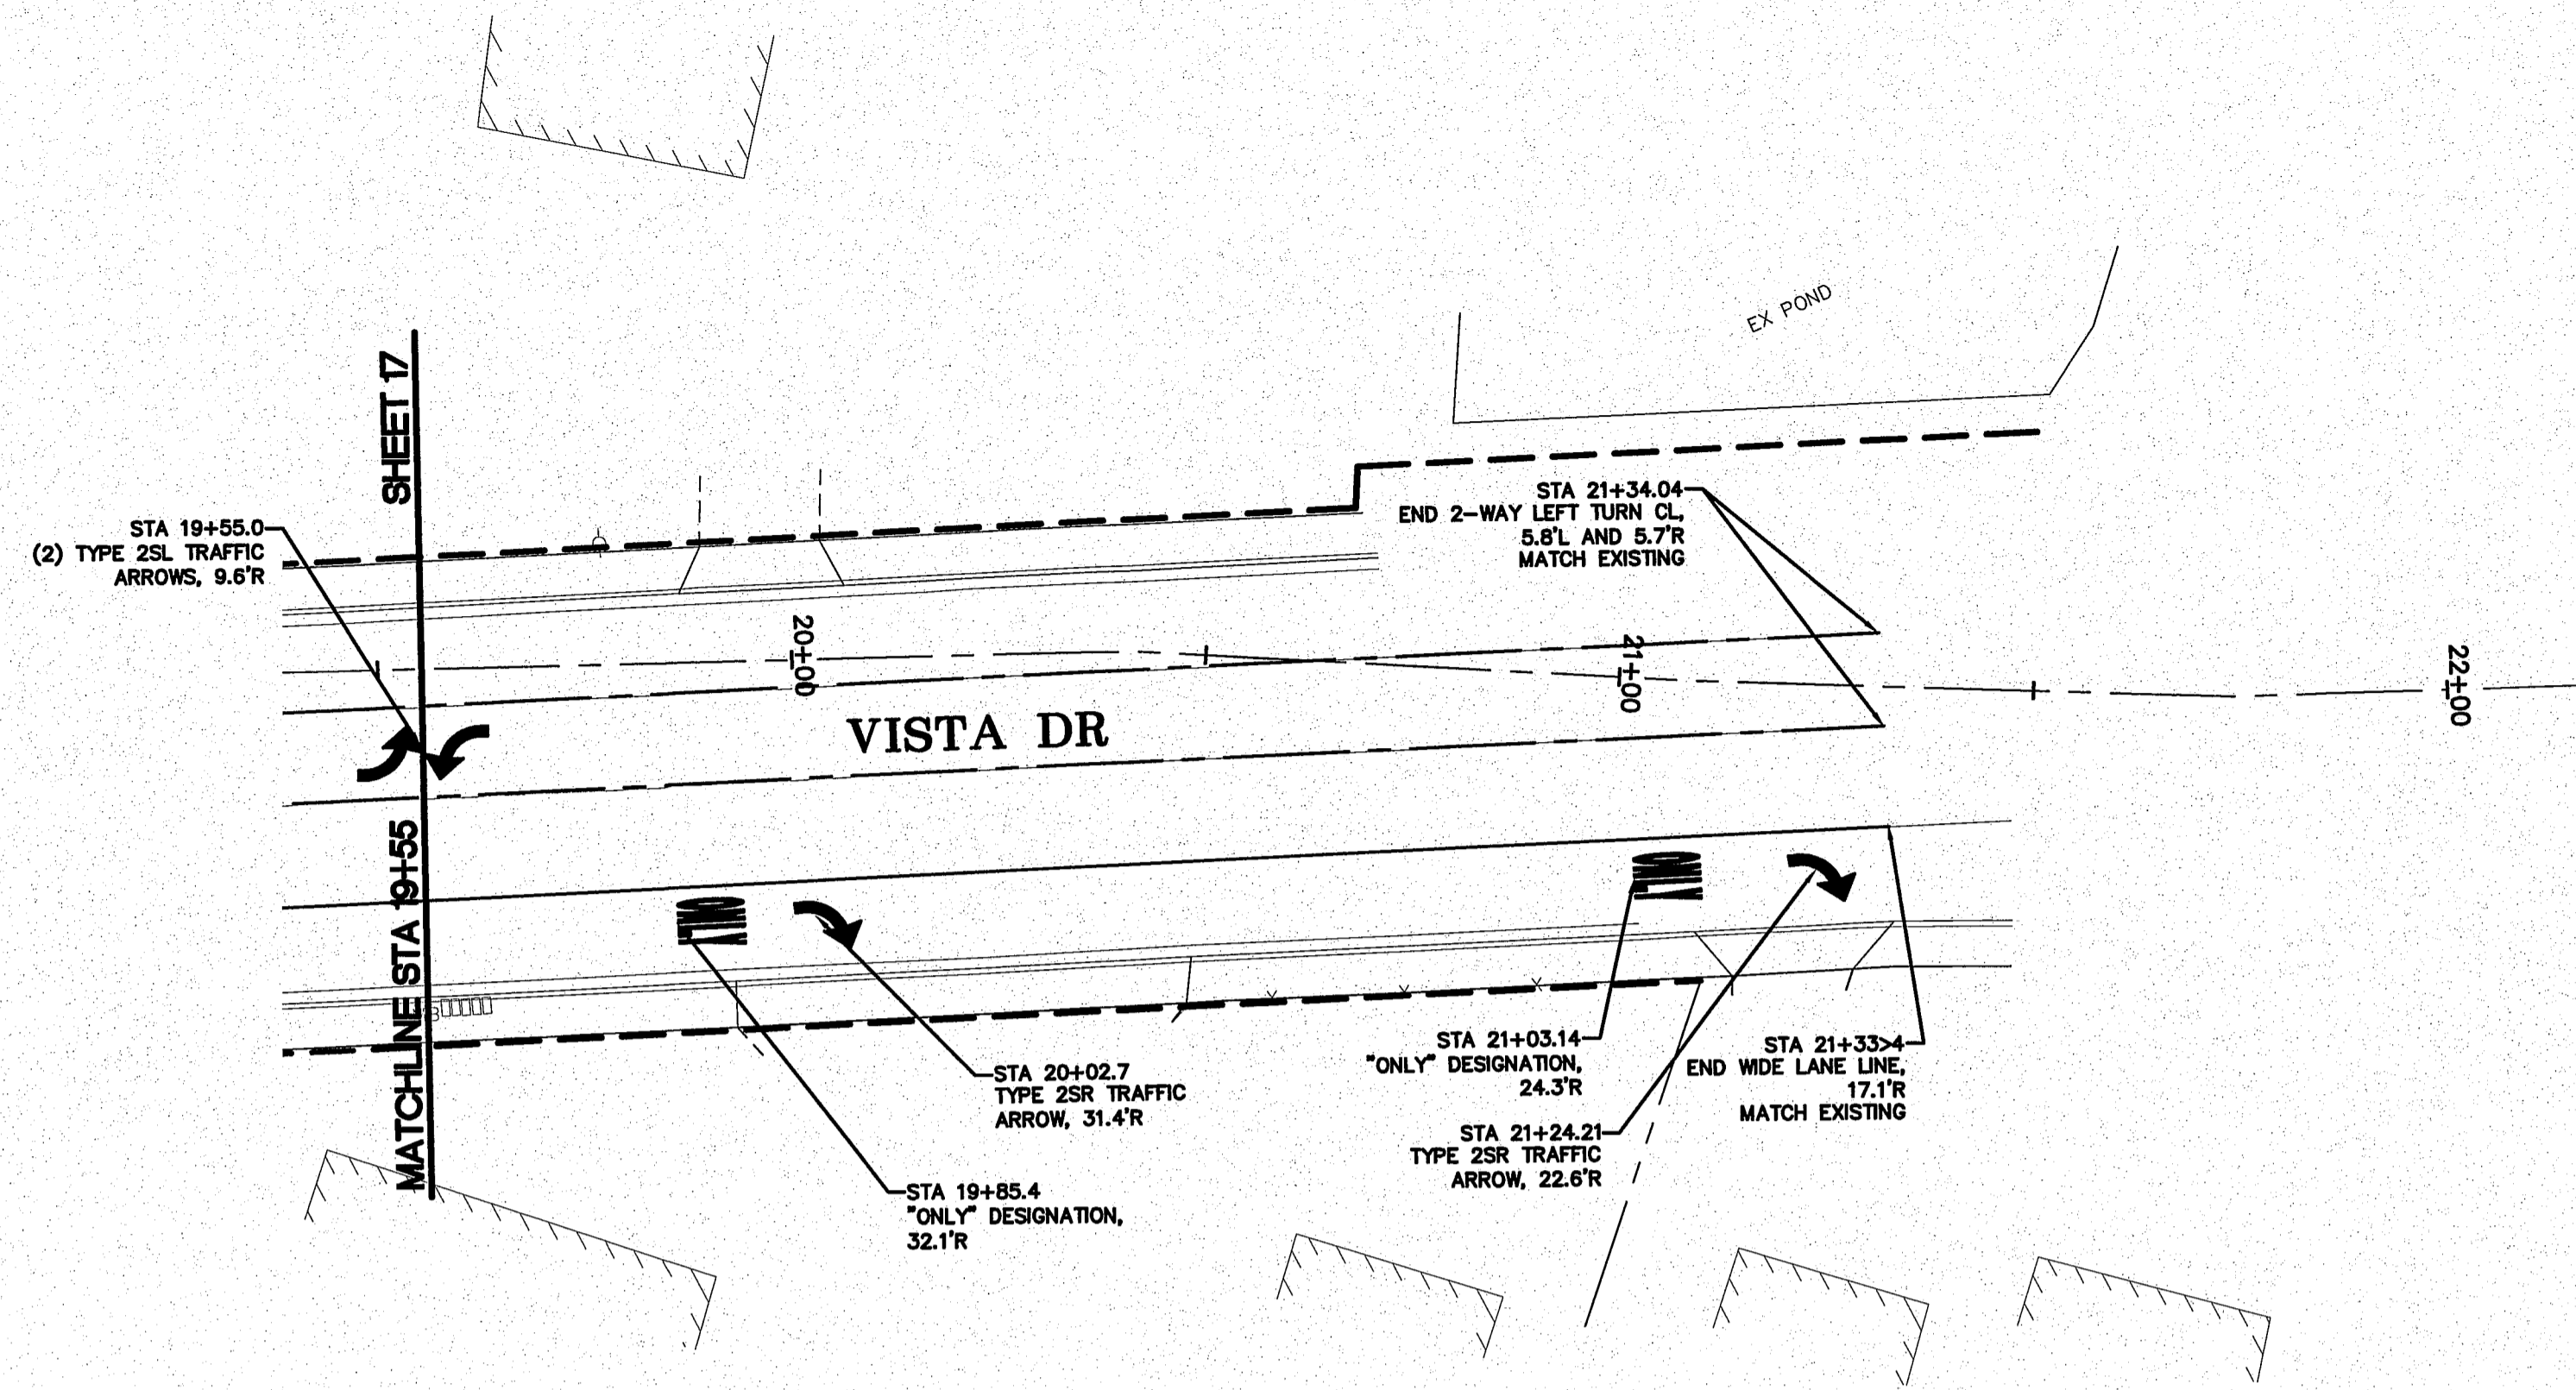 EX POND
SHEET 17
STA 21+34.04
END 2-WAY LEFT TURN CL,
5.8'L AND 5.7'R
MATCH EXISTING
STA 19+55.0
(2) TYPE 2SL TRAFFIC
ARROWS, 9.6'R
20+00
21+00
22+00
VISTA DR
MATCHLINE STA 19+55
ONLY
ONLY
STA 21+03.14
"ONLY" DESIGNATION,
24.3'R
STA 21+33>4
END WIDE LANE LINE,
17.1'R
MATCH EXISTING
STA 20+02.7
TYPE 2SR TRAFFIC
ARROW, 31.4'R
STA 21+24.21
TYPE 2SR TRAFFIC
ARROW, 22.6'R
STA 19+85.4
"ONLY" DESIGNATION,
32.1'R